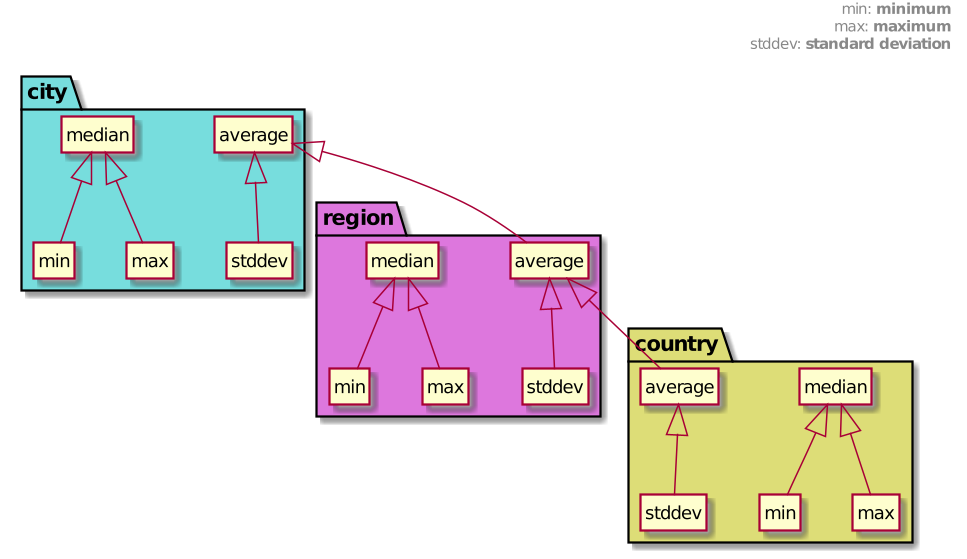 min: minimum
max: maximum
stddev: standard deviation
city
median
average
min
max
stddev
region
median
average
min
max
stddev
country
average
median
stddev
min
max